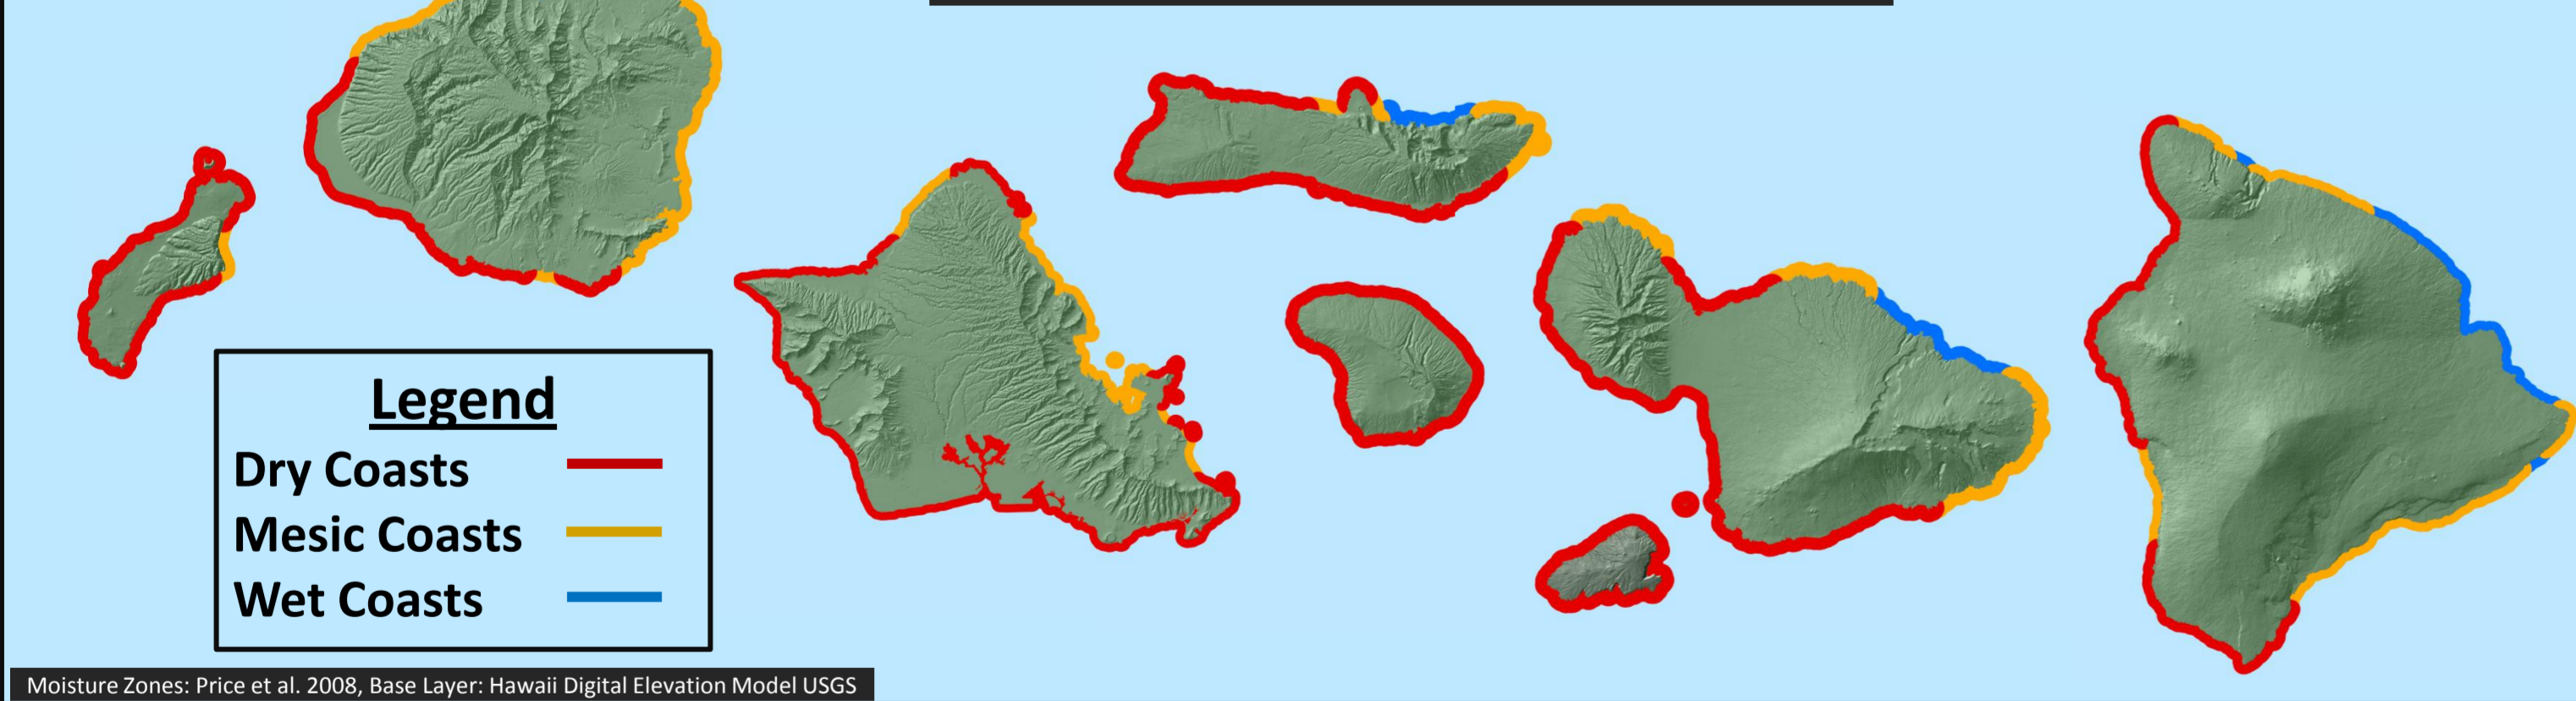 Legend
Dry Coasts
Mesic Coasts
Wet Coasts
Moisture Zones: Price et al. 2008, Base Layer: Hawaii Digital Elevation Model USGS